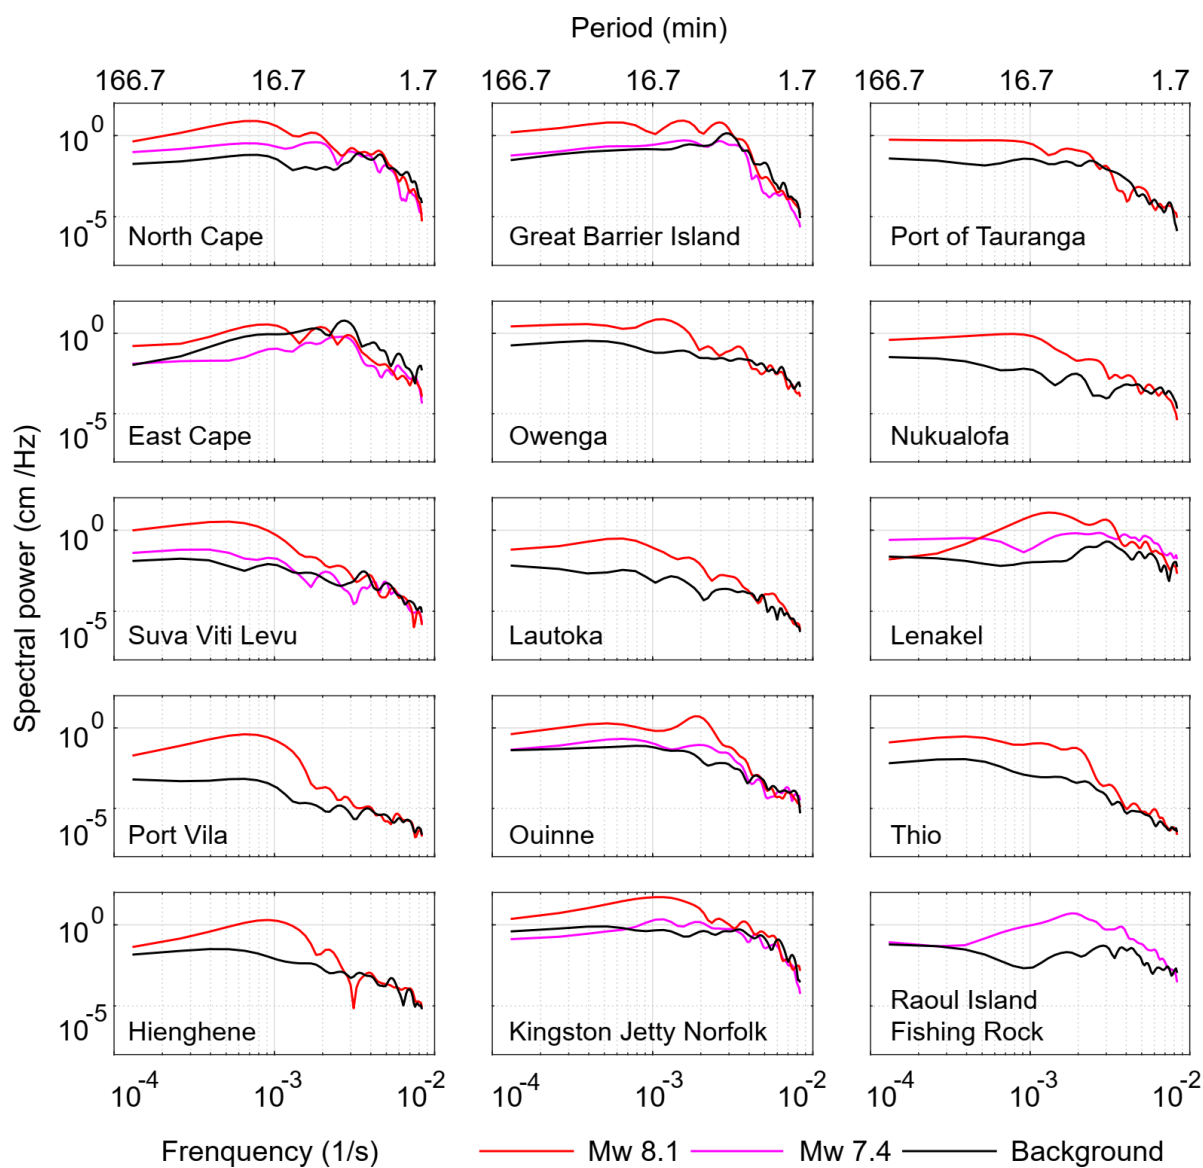 Period (min)
166.7 16.7 1.7 166.7 16.7 1.7 166.7 16.7 1.7
10^0
10^-5
North Cape Great Barrier Island Port of Tauranga
10^0
10^-5
East Cape Owenga Nukualofa
Spectral power (cm /Hz)
10^0
10^-5
Suva Viti Levu Lautoka Lenakel
10^0
10^-5
Port Vila Ouinne Thio
10^0
10^-5
Hienghene Kingston Jetty Norfolk Raoul Island
Fishing Rock
10^-4 10^-3 10^-2 10^-4 10^-3 10^-2 10^-4 10^-3 10^-2
Frenquency (1/s) Mw 8.1 Mw 7.4 Background